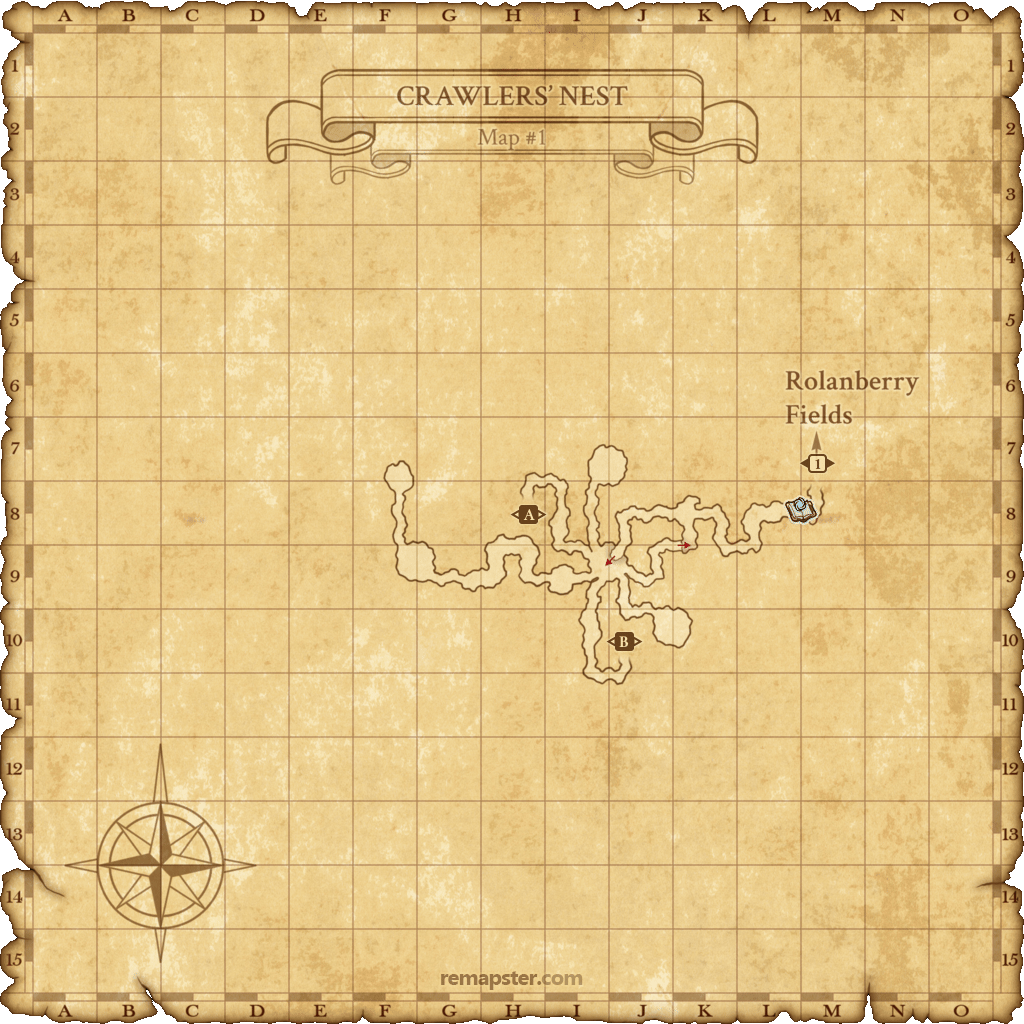 A B C D E F G H I J K L M N O
CRAWLERS' NEST
Map #1
Rolanberry
Fields
1
A
B
1 1
2 2
3 3
4 4
5 5
6 6
7 7
8 8
9 9
10 10
11 11
12 12
13 13
14 14
15 15
remapster.com
A B C D E F G H I J K L M N O